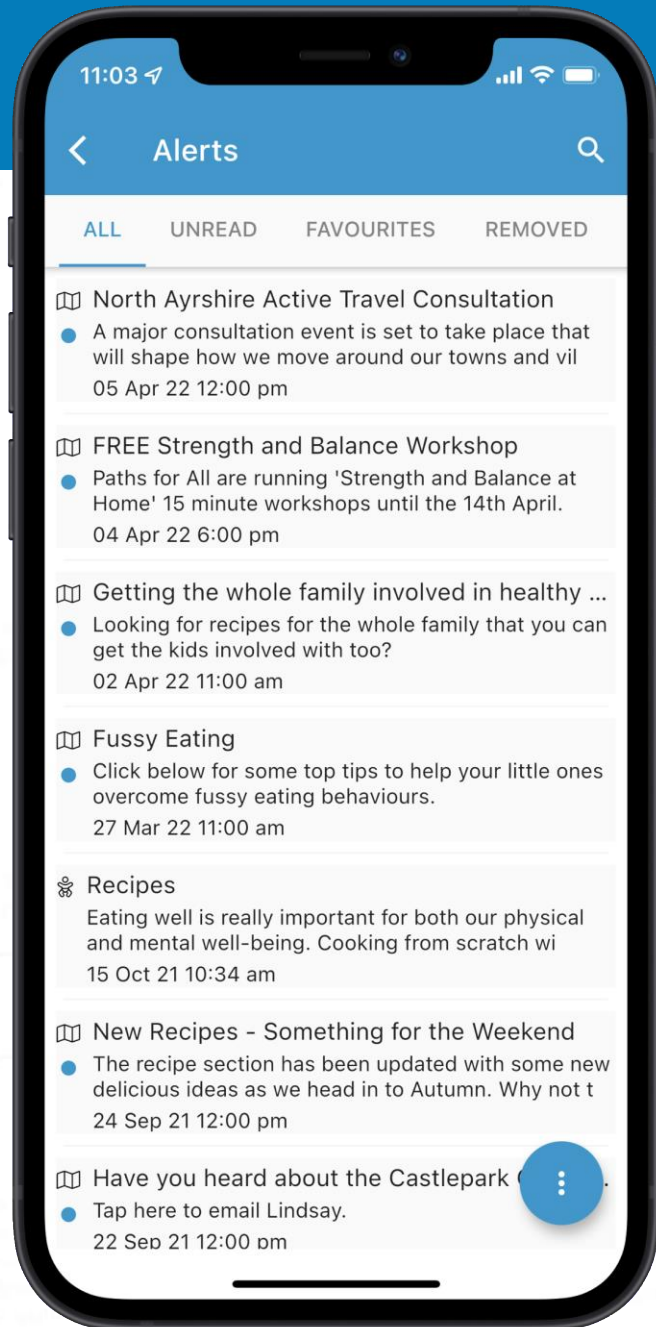 11:03
Alerts
ALL UNREAD FAVOURITES REMOVED
North Ayrshire Active Travel Consultation
A major consultation event is set to take place that
will shape how we move around our towns and vil
05 Apr 22 12:00 pm
FREE Strength and Balance Workshop
Paths for All are running 'Strength and Balance at
Home' 15 minute workshops until the 14th April.
04 Apr 22 6:00 pm
Getting the whole family involved in healthy ...
Looking for recipes for the whole family that you can
get the kids involved with too?
02 Apr 22 11:00 am
Fussy Eating
Click below for some top tips to help your little ones
overcome fussy eating behaviours.
27 Mar 22 11:00 am
Recipes
Eating well is really important for both our physical
and mental well-being. Cooking from scratch wi
15 Oct 21 10:34 am
New Recipes - Something for the Weekend
The recipe section has been updated with some new
delicious ideas as we head in to Autumn. Why not t
24 Sep 21 12:00 pm
Have you heard about the Castlepark
Tap here to email Lindsay.
22 Sep 21 12:00 pm